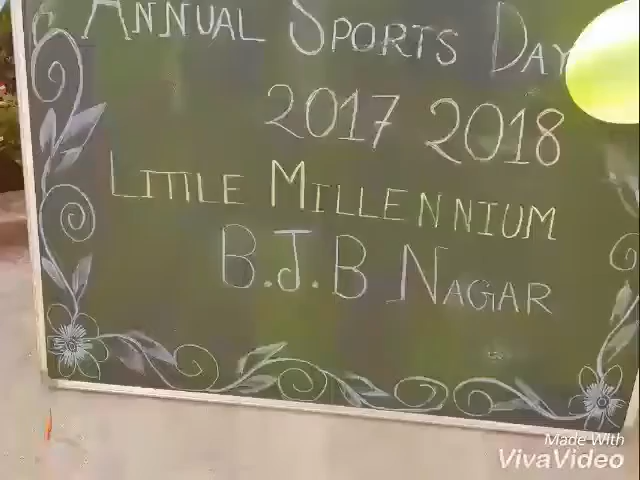 ANNUAL SPORTS DAY
2017 2018
LITTLE MILLENNIUM
B.J.B NAGAR
Made With
VivaVideo